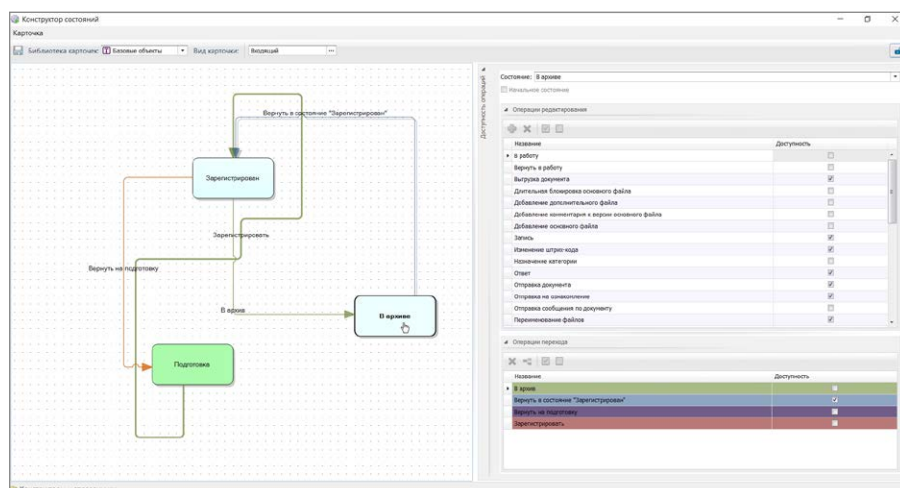 Конструктор состояний
Карточка
Библиотека карточек: Базовые объекты Вид карточки: Входящий ...
Доступность операций
Состояние: В архиве
Начальное состояние
Операции редактирования
Название Доступность
В работу
Вернуть в работу
Выгрузка документа
Длительная блокировка основного файла
Добавление дополнительного файла
Добавление комментария к версии основного файла
Добавление основного файла
Запись
Изменение штрих-кода
Назначение категории
Ответ
Отправка документа
Отправка на ознакомление
Отправка сообщения по документу
Переименование файлов
Операции перехода
Название Доступность
В архив
Вернуть в состояние "Зарегистрирован"
Вернуть на подготовку
Зарегистрировать
Вернуть в состояние "Зарегистрирован"
Зарегистрирован
Зарегистрировать
Вернуть на подготовку
В архив
В архиве
Подготовка